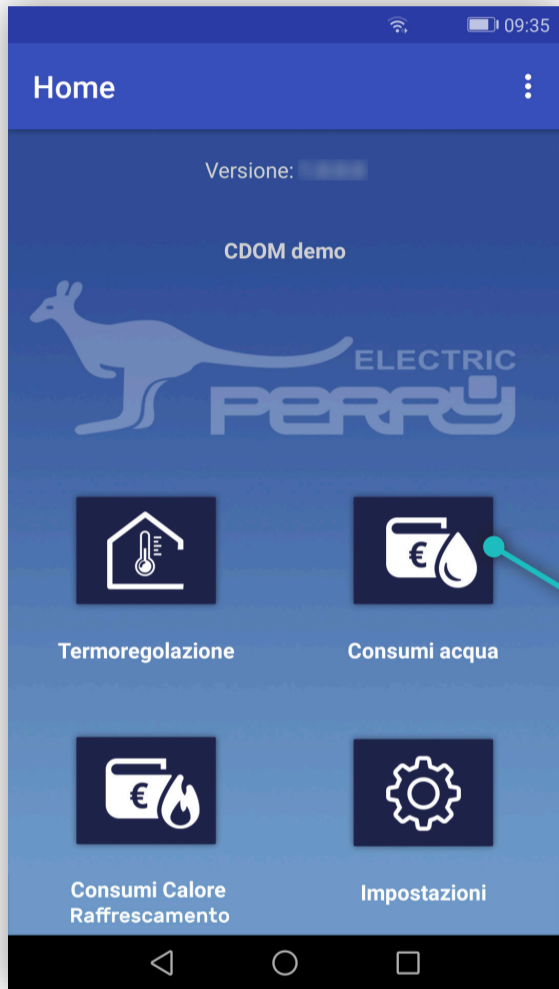 09:35
Home
Versione:
CDOM demo
ELECTRIC
PERRY
€
€
Termoregolazione
Consumi acqua
€
Consumi Calore
Raffrescamento
Impostazioni